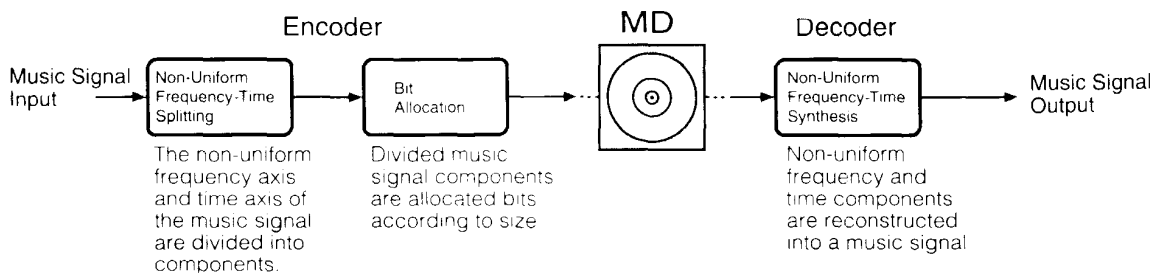 Encoder
MD
Decoder
Music Signal
Input
Non-Uniform
Frequency-Time
Splitting
Bit
Allocation
Non-Uniform
Frequency-Time
Synthesis
Music Signal
Output
The non-uniform
frequency axis
and time axis of
the music signal
are divided into
components.
Divided music
signal components
are allocated bits
according to size
Non-uniform
frequency and
time components
are reconstructed
into a music signal